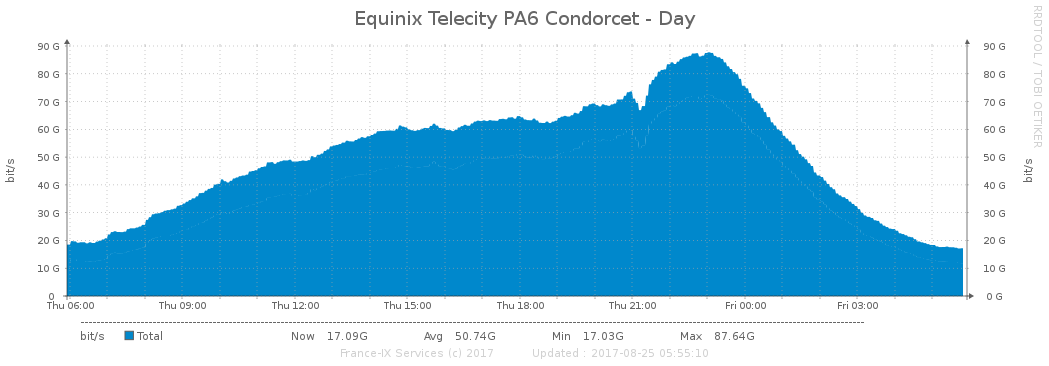 Equinix Telecity PA6 Condorcet - Day
RRDTOOL / TOBI OETIKER
90 G 90 G
80 G 80 G
70 G 70 G
60 G 60 G
50 G 50 G
40 G 40 G
30 G 30 G
20 G 20 G
10 G 10 G
0 0 G
bit/s
bit/s
Thu 06:00 Thu 09:00 Thu 12:00 Thu 15:00 Thu 18:00 Thu 21:00 Fri 00:00 Fri 03:00
bit/s Total Now 17.09G Avg 50.74G Min 17.03G Max 87.64G
France-IX Services (c) 2017 Updated : 2017-08-25 05:55:10